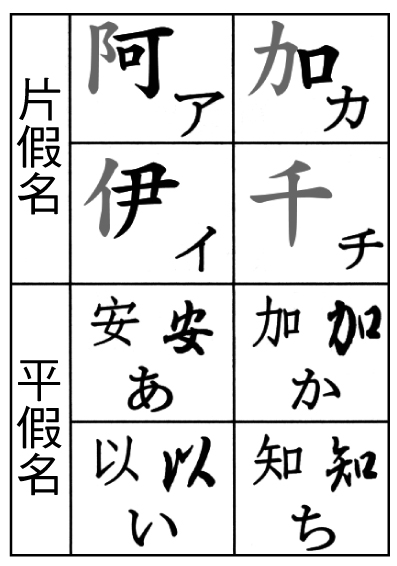 片假名
阿 ア
加 カ
伊 イ
千 チ
平假名
安 安 あ
加 加 か
以 以 い
知 知 ち